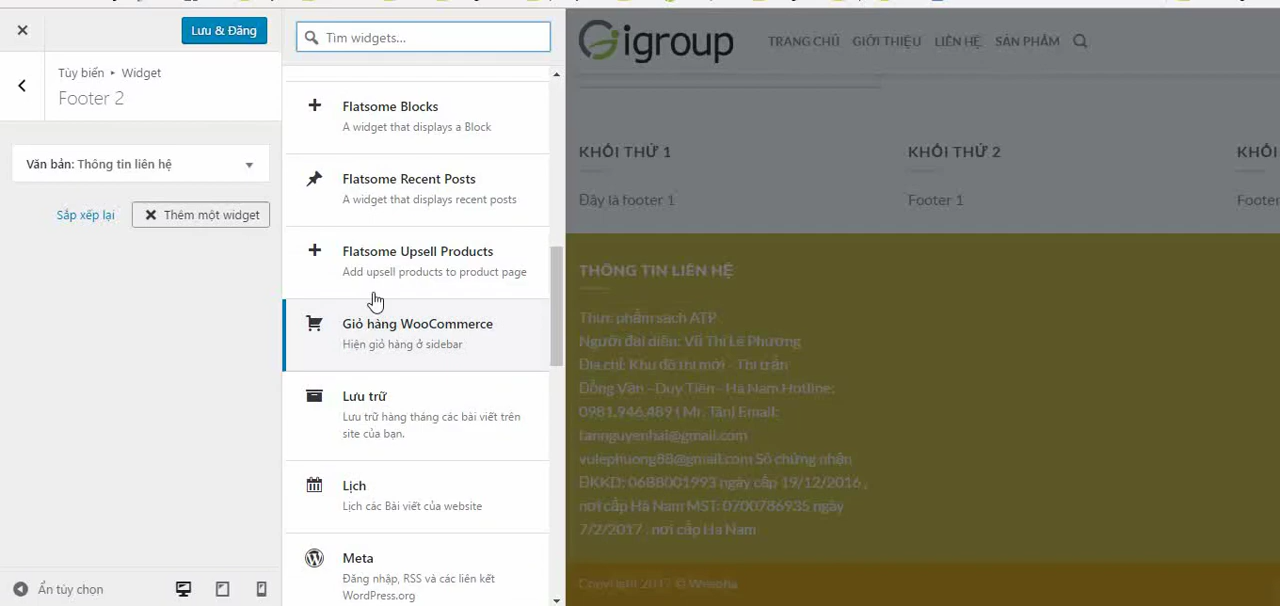 Lưu & Đăng
Tùy biến ▸ Widget
Footer 2
Văn bản: Thông tin liên hệ
Sắp xếp lại
Thêm một widget
Ẩn tùy chọn
Tìm widgets...
Flatsome Blocks
A widget that displays a Block
Flatsome Recent Posts
A widget that displays recent posts
Flatsome Upsell Products
Add upsell products to product page
Giỏ hàng WooCommerce
Hiện giỏ hàng ở sidebar
Lưu trữ
Lưu trữ hàng tháng các bài viết trên
site của bạn.
Lịch
Lịch các Bài viết của website
Meta
Đăng nhập, RSS và các liên kết
WordPress.org
Gigroup
TRANG CHỦ GIỚI THIỆU LIÊN HỆ SẢN PHẨM
KHỐI THỨ 1
Đây là footer 1
KHỐI THỨ 2
Footer 1
KHỐI
Footer
THÔNG TIN LIÊN HỆ
Thực phẩm sạch ATP
Người đại diện: Vũ Thị Lê Phương
Địa chỉ: Khu đô thị mới - Thị trấn
Đồng Văn - Duy Tiên - Hà Nam Hotline:
0981.946.489 ( Mr. Tân) Email:
tannguyenhai@gmail.com
vulephuong88@gmail.com Số chứng nhận
ĐKKD: 0688001993 ngày cấp 19/12/2016 ,
nơi cấp Hà Nam MST: 0700786935 ngày
7/2/2017 , nơi cấp Hà Nam
Copyright 2017 ©